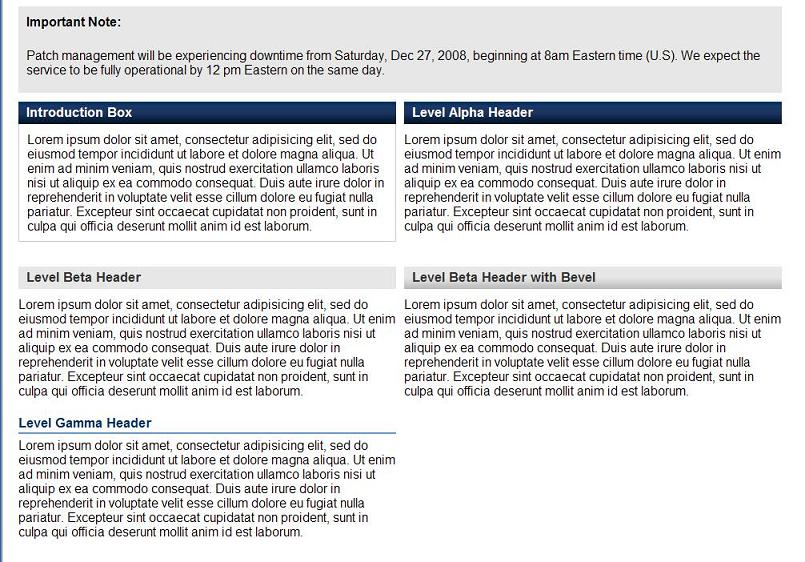 Important Note:
Patch management will be experiencing downtime from Saturday, Dec 27, 2008, beginning at 8am Eastern time (U.S). We expect the
service to be fully operational by 12 pm Eastern on the same day.
Introduction Box
Lorem ipsum dolor sit amet, consectetur adipisicing elit, sed do
eiusmod tempor incididunt ut labore et dolore magna aliqua. Ut
enim ad minim veniam, quis nostrud exercitation ullamco laboris
nisi ut aliquip ex ea commodo consequat. Duis aute irure dolor in
reprehenderit in voluptate velit esse cillum dolore eu fugiat nulla
pariatur. Excepteur sint occaecat cupidatat non proident, sunt in
culpa qui officia deserunt mollit anim id est laborum.
Level Alpha Header
Lorem ipsum dolor sit amet, consectetur adipisicing elit, sed do
eiusmod tempor incididunt ut labore et dolore magna aliqua. Ut enim
ad minim veniam, quis nostrud exercitation ullamco laboris nisi ut
aliquip ex ea commodo consequat. Duis aute irure dolor in
reprehenderit in voluptate velit esse cillum dolore eu fugiat nulla
pariatur. Excepteur sint occaecat cupidatat non proident, sunt in
culpa qui officia deserunt mollit anim id est laborum.
Level Beta Header
Lorem ipsum dolor sit amet, consectetur adipisicing elit, sed do
eiusmod tempor incididunt ut labore et dolore magna aliqua. Ut enim
ad minim veniam, quis nostrud exercitation ullamco laboris nisi ut
aliquip ex ea commodo consequat. Duis aute irure dolor in
reprehenderit in voluptate velit esse cillum dolore eu fugiat nulla
pariatur. Excepteur sint occaecat cupidatat non proident, sunt in
culpa qui officia deserunt mollit anim id est laborum.
Level Beta Header with Bevel
Lorem ipsum dolor sit amet, consectetur adipisicing elit, sed do
eiusmod tempor incididunt ut labore et dolore magna aliqua. Ut enim
ad minim veniam, quis nostrud exercitation ullamco laboris nisi ut
aliquip ex ea commodo consequat. Duis aute irure dolor in
reprehenderit in voluptate velit esse cillum dolore eu fugiat nulla
pariatur. Excepteur sint occaecat cupidatat non proident, sunt in
culpa qui officia deserunt mollit anim id est laborum.
Level Gamma Header
Lorem ipsum dolor sit amet, consectetur adipisicing elit, sed do
eiusmod tempor incididunt ut labore et dolore magna aliqua. Ut enim
ad minim veniam, quis nostrud exercitation ullamco laboris nisi ut
aliquip ex ea commodo consequat. Duis aute irure dolor in
reprehenderit in voluptate velit esse cillum dolore eu fugiat nulla
pariatur. Excepteur sint occaecat cupidatat non proident, sunt in
culpa qui officia deserunt mollit anim id est laborum.